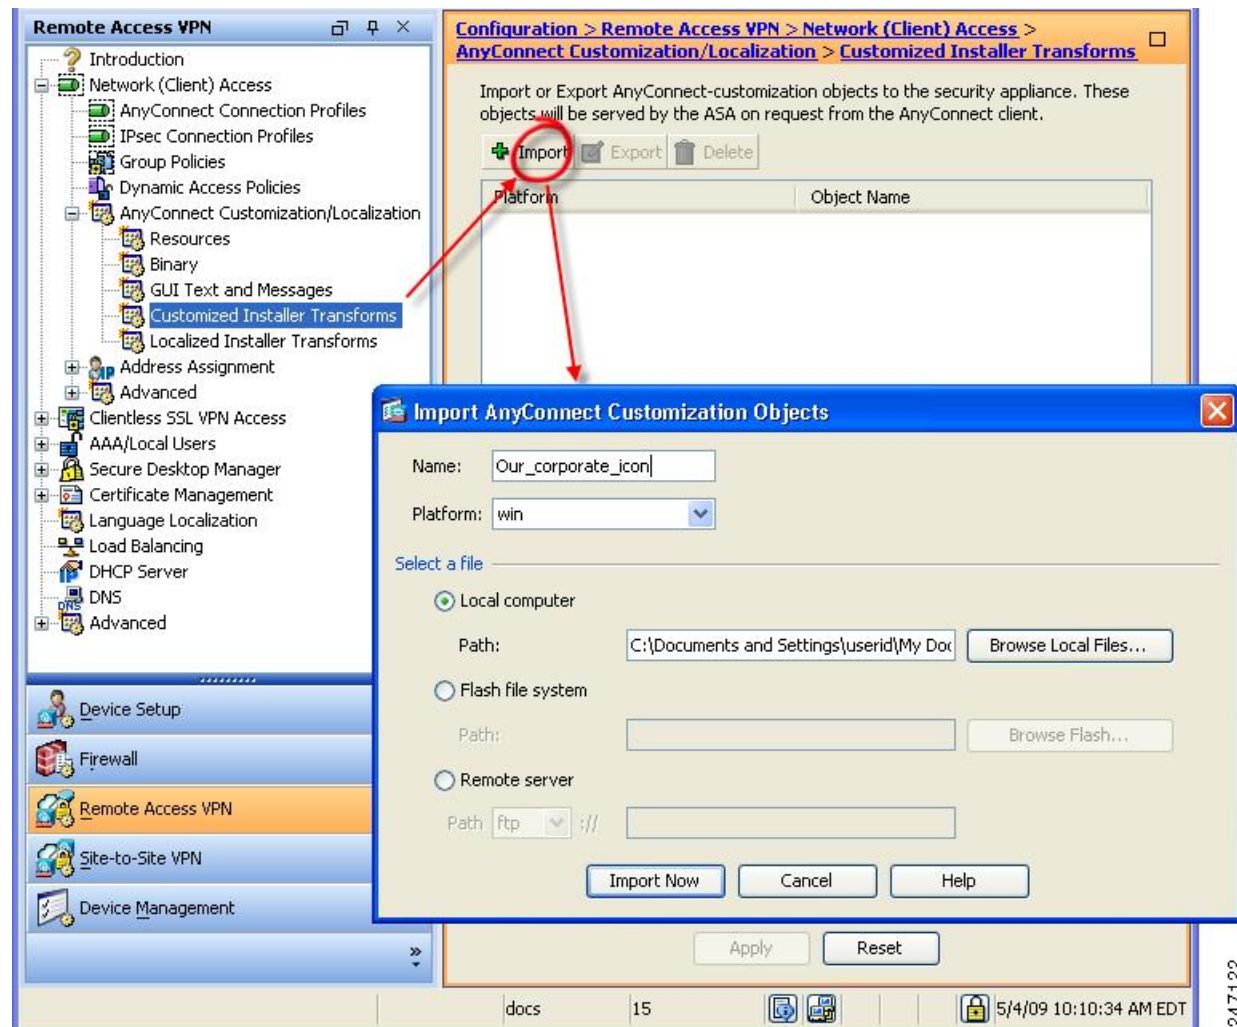 Remote Access VPN
Introduction
Network (Client) Access
AnyConnect Connection Profiles
IPsec Connection Profiles
Group Policies
Dynamic Access Policies
AnyConnect Customization/Localization
Resources
Binary
GUI Text and Messages
Customized Installer Transforms
Localized Installer Transforms
Address Assignment
Advanced
Clientless SSL VPN Access
AAA/Local Users
Secure Desktop Manager
Certificate Management
Language Localization
Load Balancing
DHCP Server
DNS
Advanced
Device Setup
Firewall
Remote Access VPN
Site-to-Site VPN
Device Management
Configuration > Remote Access VPN > Network (Client) Access >
AnyConnect Customization/Localization > Customized Installer Transforms
Import or Export AnyConnect-customization objects to the security appliance. These
objects will be served by the ASA on request from the AnyConnect client.
Import Export Delete
Platform Object Name
Import AnyConnect Customization Objects
Name: Our_corporate_icon
Platform: win
Select a file
Local computer
Path: C:\Documents and Settings\userid\My Doc Browse Local Files...
Flash file system
Path: Browse Flash...
Remote server
Path ftp ://
Import Now Cancel Help
Apply Reset
docs 15 5/4/09 10:10:34 AM EDT
247122